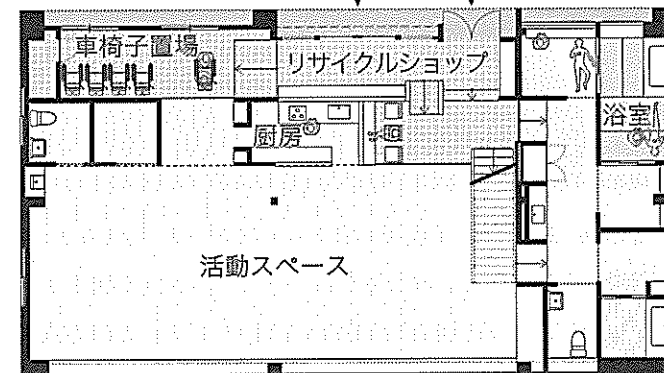 車椅子置場
リサイクルショップ
厨房
浴室
活動スペース